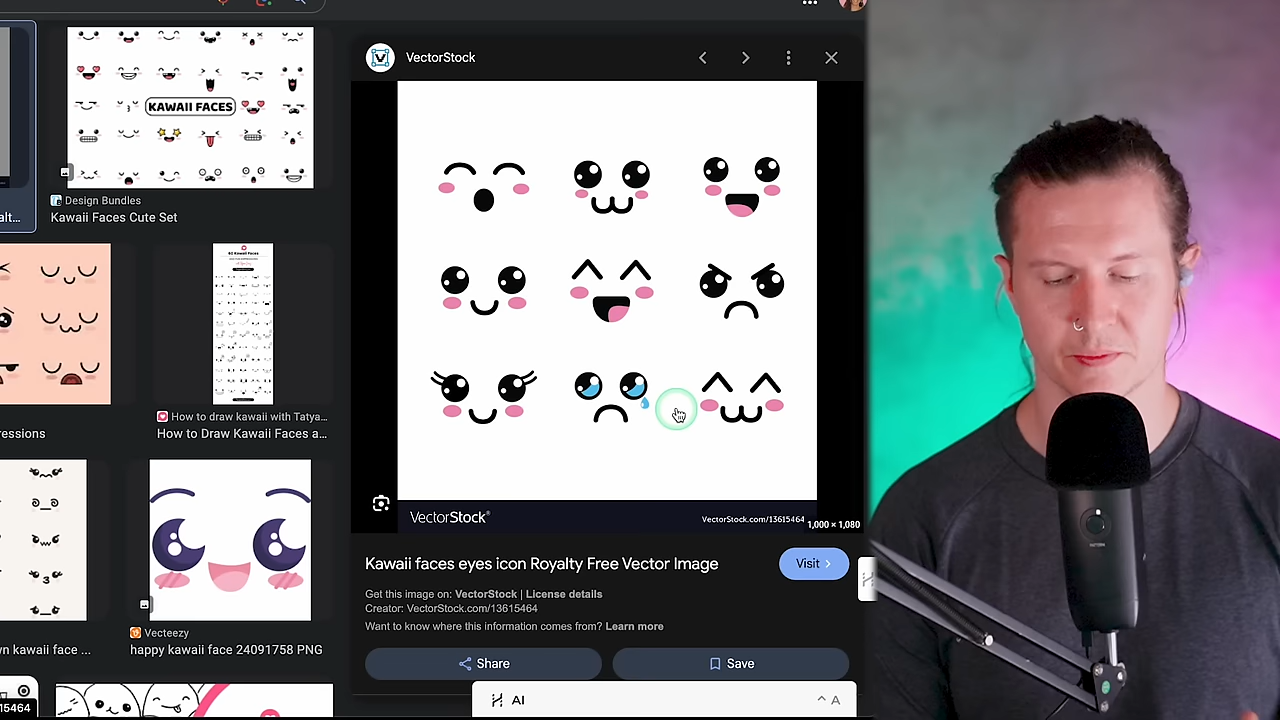 VectorStock
KAWAII FACES
Design Bundles
Kawaii Faces Cute Set
alt...
How to draw kawaii with Tatya...
How to Draw Kawaii Faces a...
ressions
Vecteezy
happy kawaii face 24091758 PNG
wn kawaii face ...
15464
VectorStock®
VectorStock.com/13615464
1,000 × 1,080
Kawaii faces eyes icon Royalty Free Vector Image
Visit
Get this image on: VectorStock | License details
Creator: VectorStock.com/13615464
Want to know where this information comes from? Learn more
Share
Save
AI
A